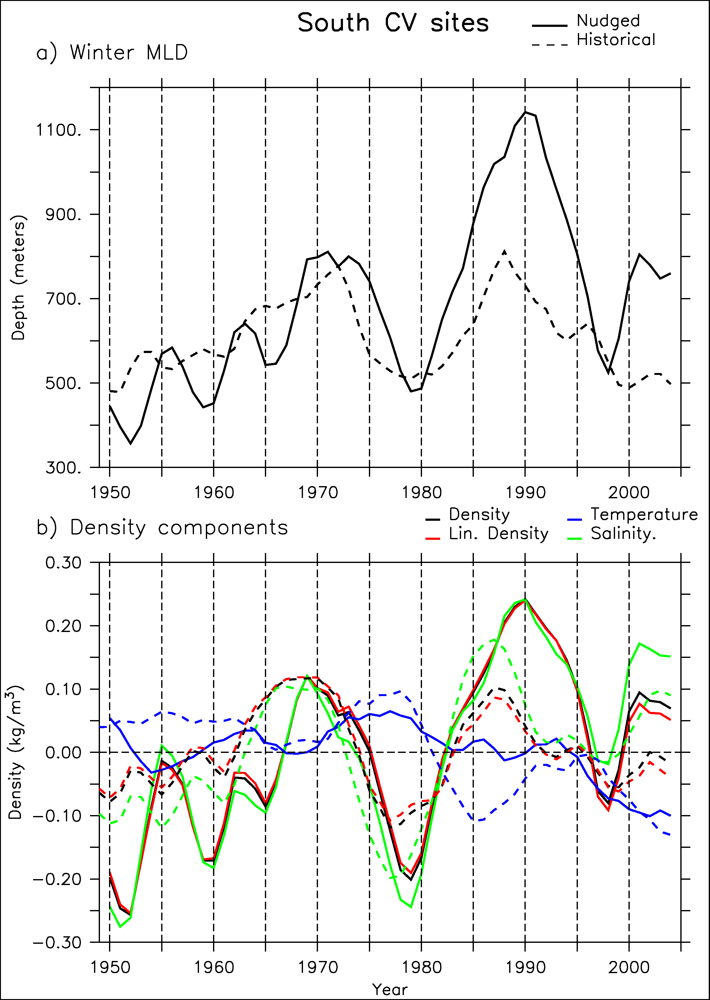 South CV sites
Nudged
Historical
a) Winter MLD
1100.
900.
700.
500.
300.
Depth (meters)
1950 1960 1970 1980 1990 2000
b) Density components
Density
Temperature
Lin. Density
Salinity.
0.30
0.20
0.10
0.00
-0.10
-0.20
-0.30
Density (kg/m³)
1950 1960 1970 1980 1990 2000
Year